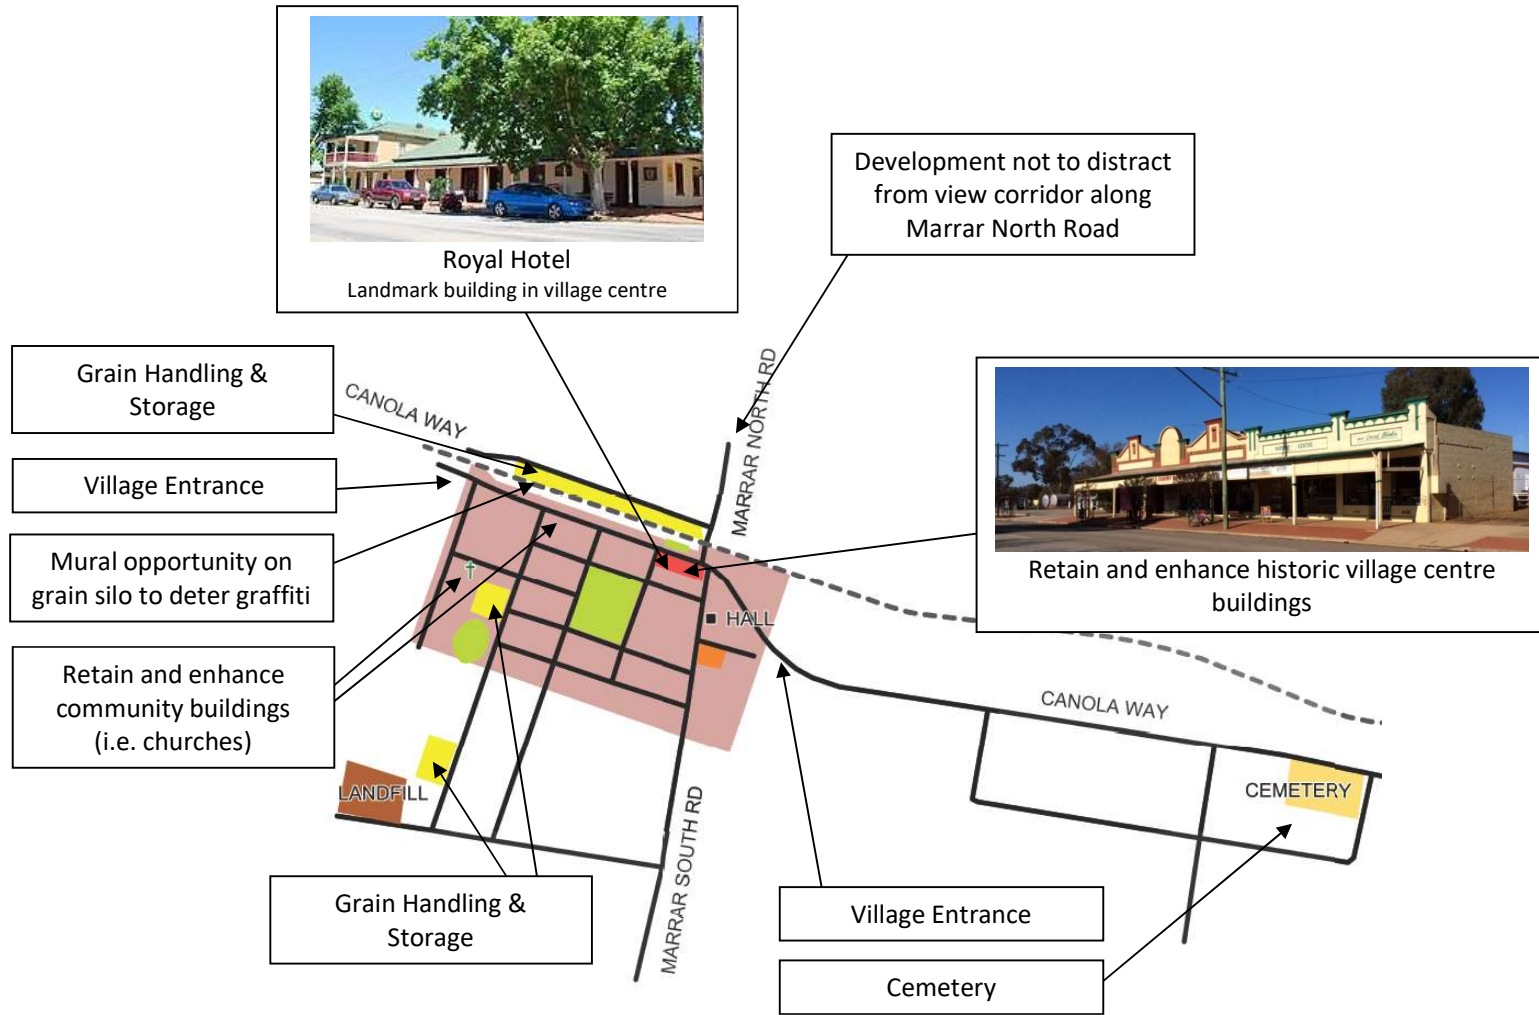 Royal Hotel
Landmark building in village centre
Development not to distract
from view corridor along
Marrar North Road
Grain Handling &
Storage
Village Entrance
Mural opportunity on
grain silo to deter graffiti
Retain and enhance
community buildings
(i.e. churches)
CANOLA WAY
MARRAR NORTH RD
Retain and enhance historic village centre
buildings
HALL
CANOLA WAY
LANDFILL
CEMETERY
MARRAR SOUTH RD
Grain Handling &
Storage
Village Entrance
Cemetery